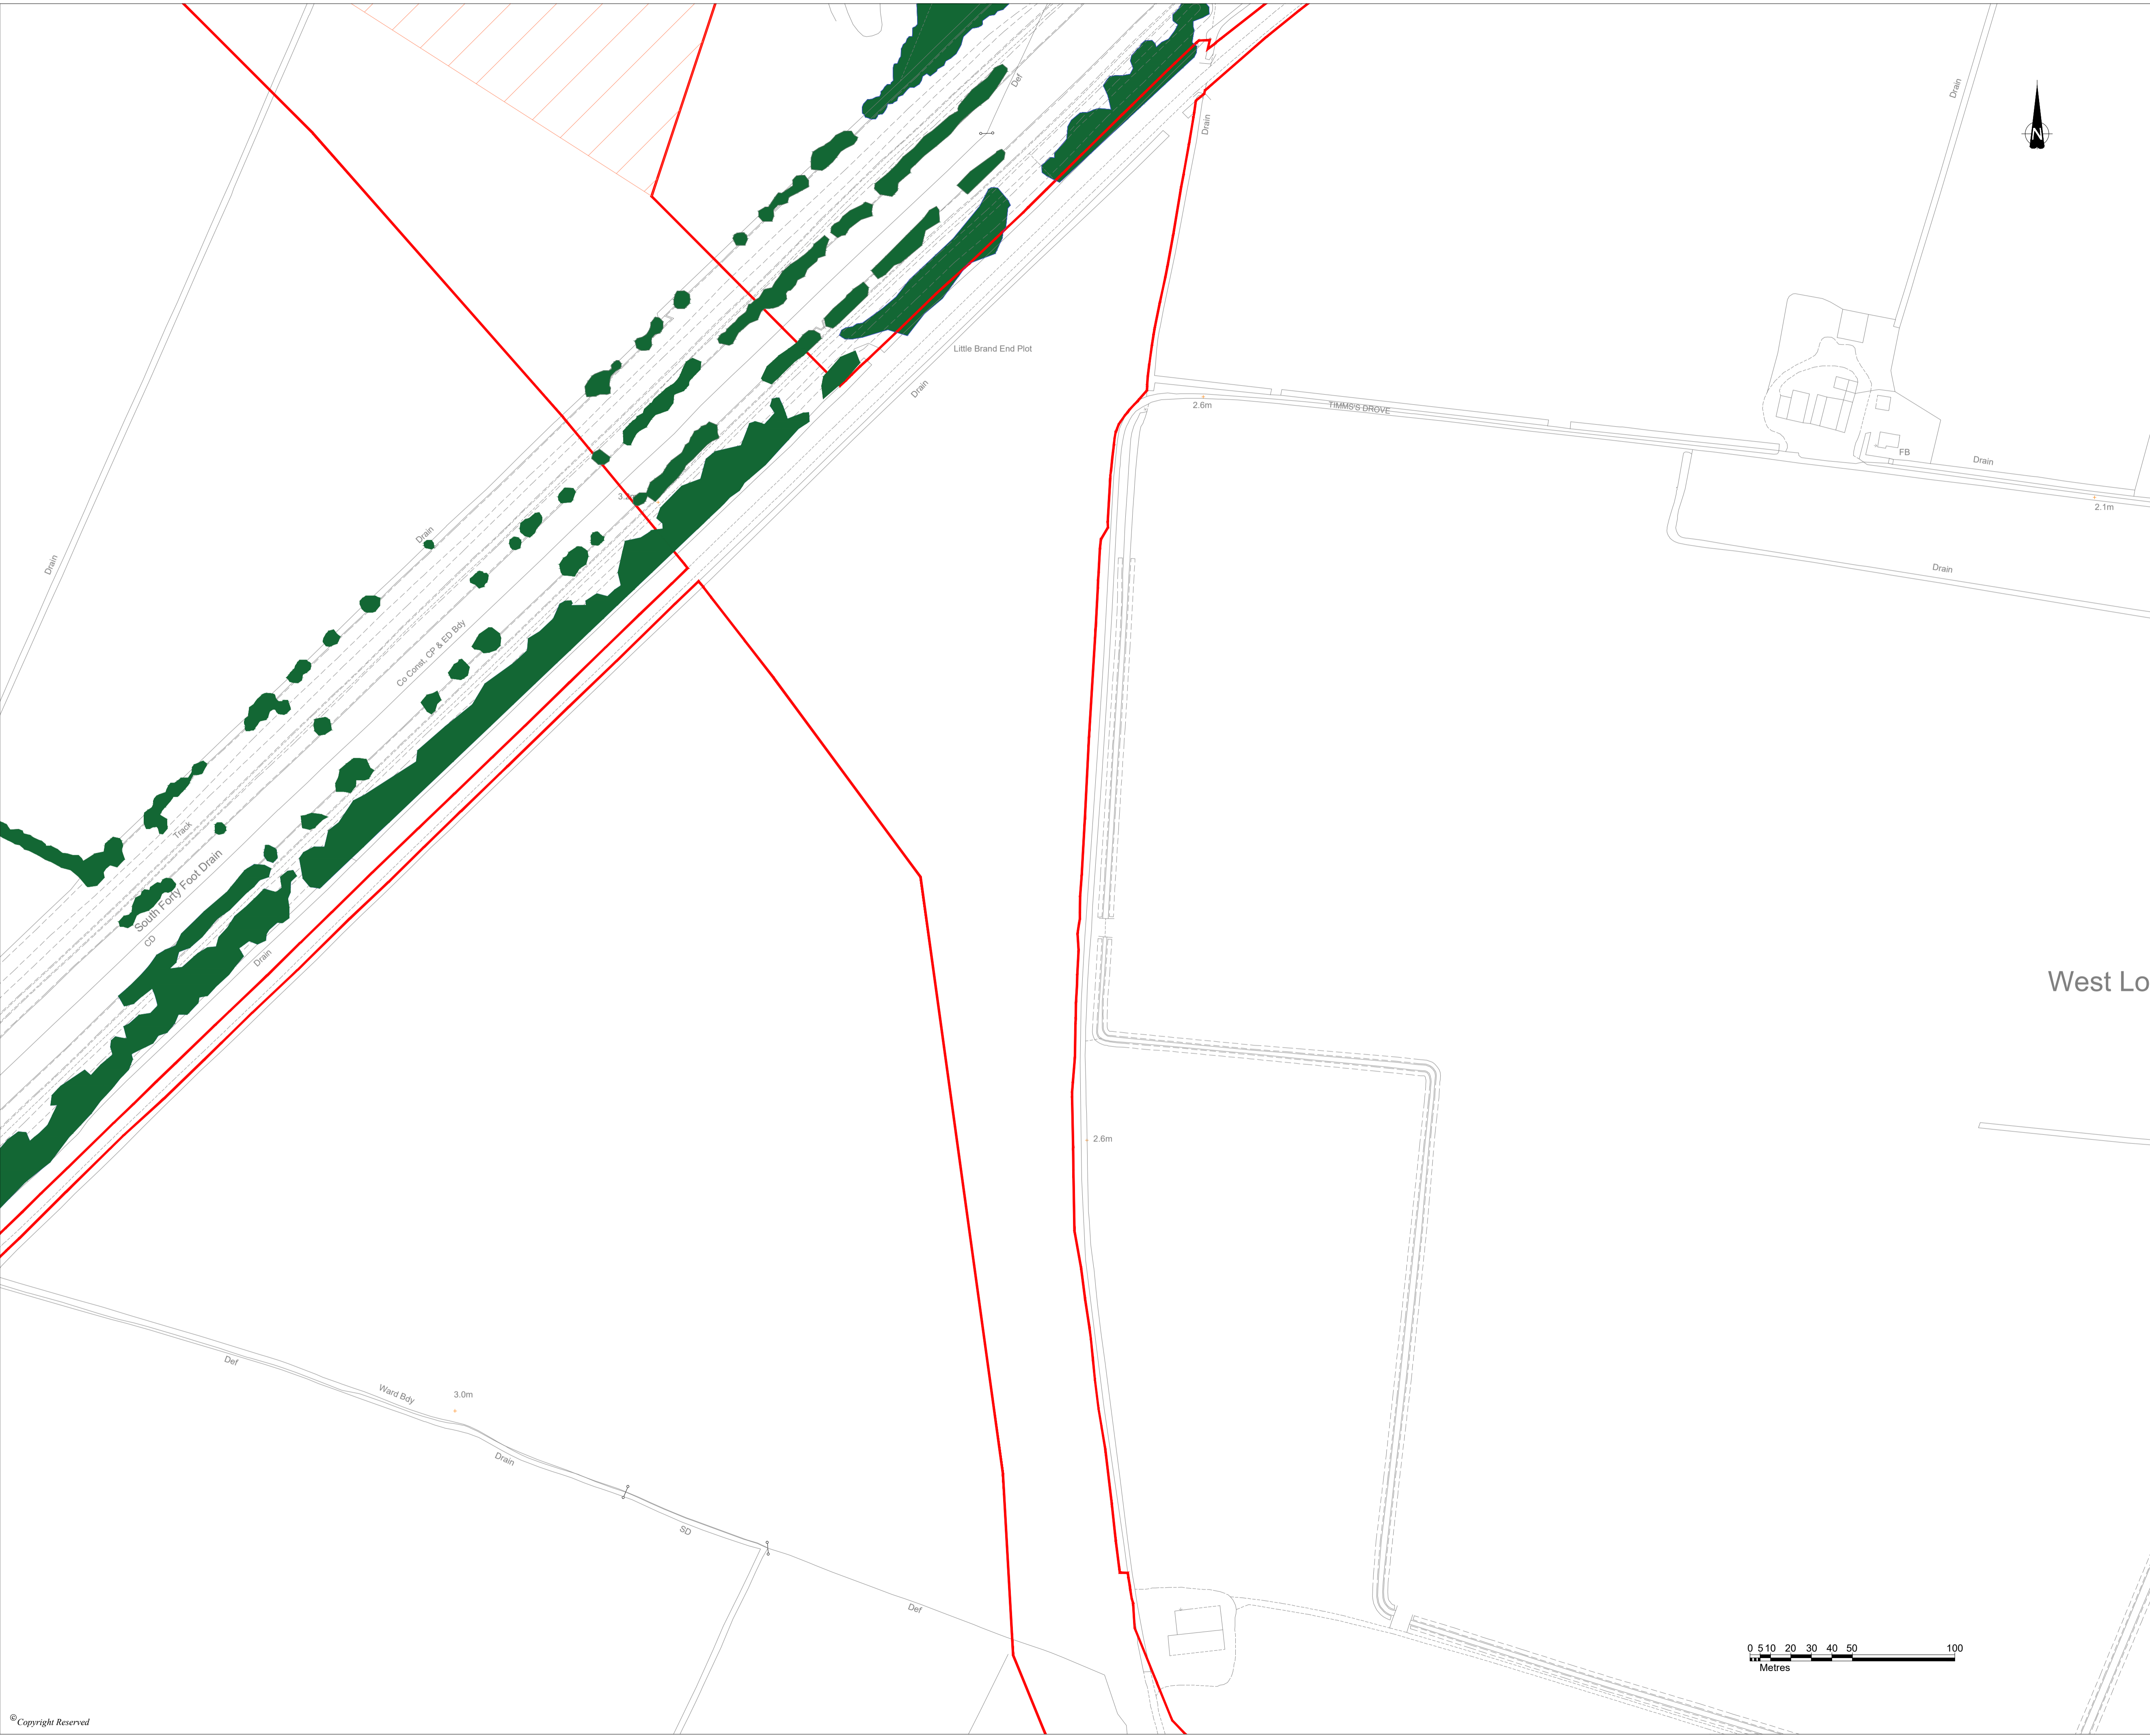 Def
Drain
Drain
N
Little Brand End Plot
Drain
2.6m
TIMMS'S DROVE
FB
Drain
2.1m
Drain
Drain
Drain
Co Const, CP & ED Bdy
Track
South Forty Foot Drain
CD
Drain
West Lo
2.6m
Def
Ward Bdy
3.0m
Drain
SD
Def
0 5 10 20 30 40 50 100
Metres
© Copyright Reserved